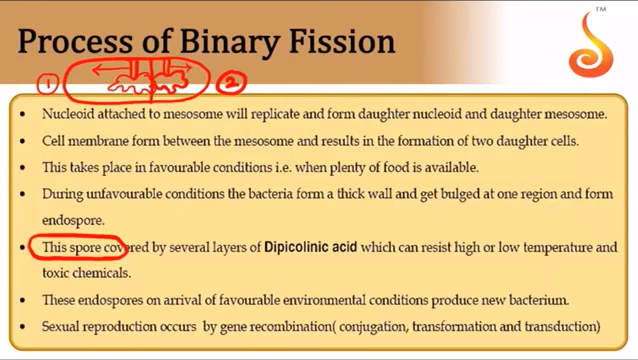 TM
Process of Binary Fission
1 2
• Nucleoid attached to mesosome will replicate and form daughter nucleoid and daughter mesosome.
• Cell membrane form between the mesosome and results in the formation of two daughter cells.
• This takes place in favourable conditions i.e. when plenty of food is available.
• During unfavourable conditions the bacteria form a thick wall and get bulged at one region and form
endospore.
• This spore covered by several layers of Dipicolinic acid which can resist high or low temperature and
toxic chemicals.
• These endospores on arrival of favourable environmental conditions produce new bacterium.
• Sexual reproduction occurs by gene recombination( conjugation, transformation and transduction)